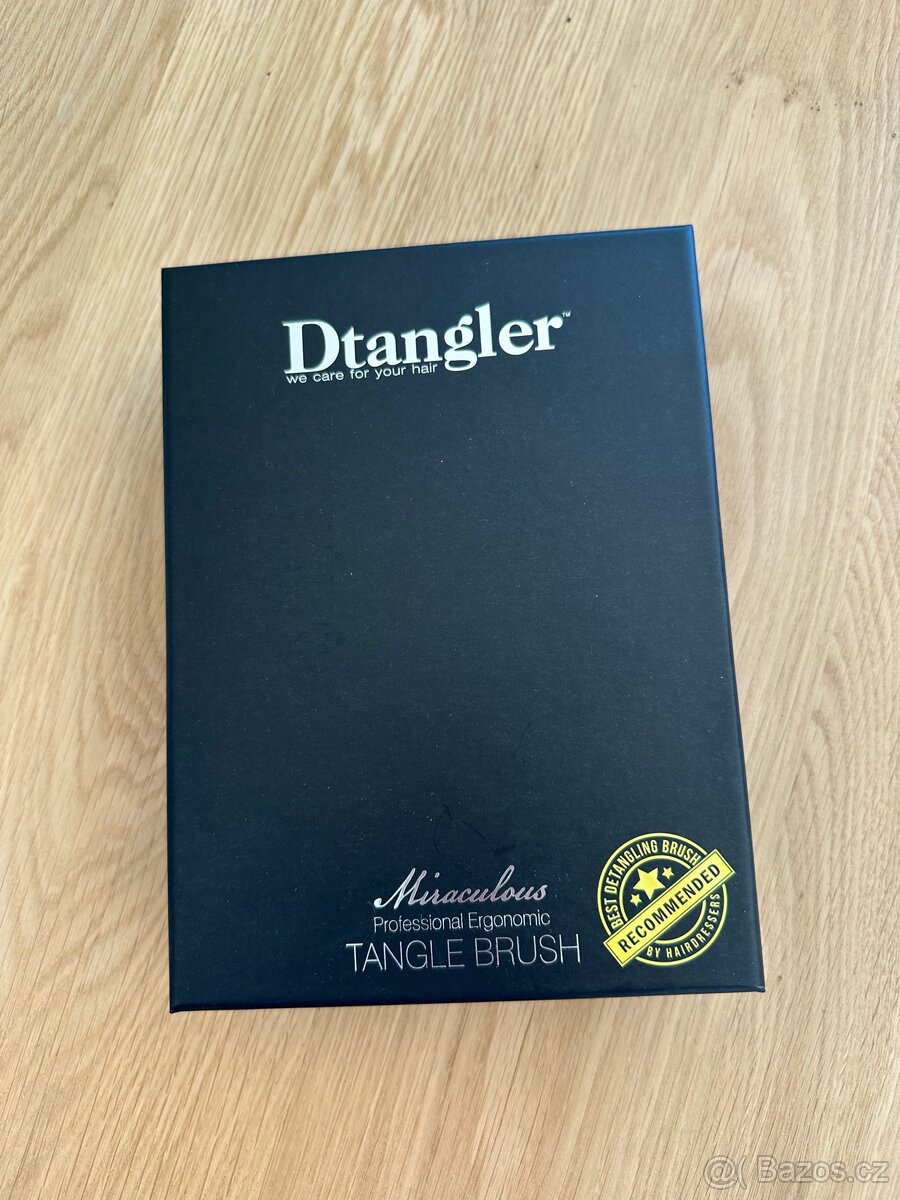 Dtangler™
we care for your hair
Miraculous
Professional Ergonomic
TANGLE BRUSH
BEST DETANGLING BRUSH
RECOMMENDED
BY HAIRDRESSERS
@( Bazos.cz